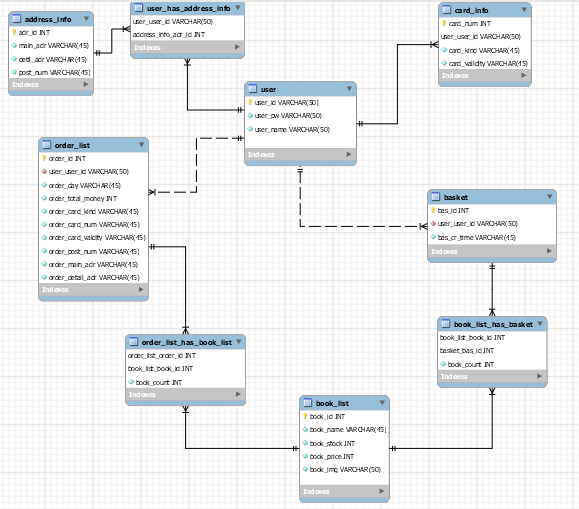 address_info
adr_id INT
main_adr VARCHAR(45)
detil_adr VARCHAR(45)
post_num VARCHAR(45)
Indexes
user_has_address_info
user_user_id VARCHAR(50)
address_info_adr_id INT
Indexes
card_info
card_num INT
user_user_id VARCHAR(50)
card_kind VARCHAR(45)
card_validity VARCHAR(45)
Indexes
user
user_id VARCHAR(50)
user_pw VARCHAR(50)
user_name VARCHAR(50)
Indexes
order_list
order_id INT
user_user_id VARCHAR(50)
order_day VARCHAR(45)
order_total_money INT
order_card_kind VARCHAR(45)
order_card_num VARCHAR(45)
order_card_validity VARCHAR(45)
order_post_num VARCHAR(45)
order_main_adr VARCHAR(45)
order_detail_adr VARCHAR(45)
Indexes
basket
bas_id INT
user_user_id VARCHAR(50)
bas_cr_time VARCHAR(45)
Indexes
order_list_has_book_list
order_list_order_id INT
book_list_book_id INT
book_count INT
Indexes
book_list_has_basket
book_list_book_id INT
basket_bas_id INT
book_count INT
Indexes
book_list
book_id INT
book_name VARCHAR(45)
book_stock INT
book_price INT
book_img VARCHAR(50)
Indexes